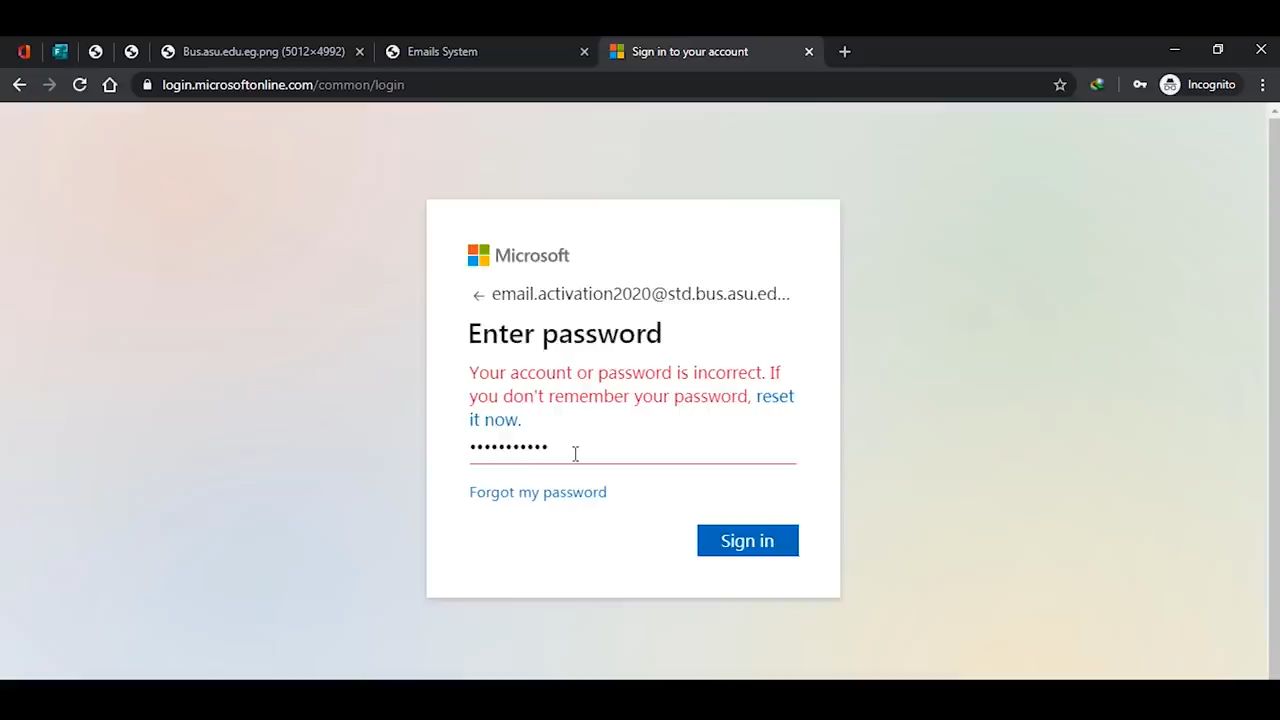 Bus.asu.edu.eg.png (5012×4992)
Emails System
Sign in to your account
login.microsoftonline.com/common/login
Incognito
Microsoft
email.activation2020@std.bus.asu.ed...
Enter password
Your account or password is incorrect. If
you don't remember your password, reset
it now.
•••••••••••
Forgot my password
Sign in